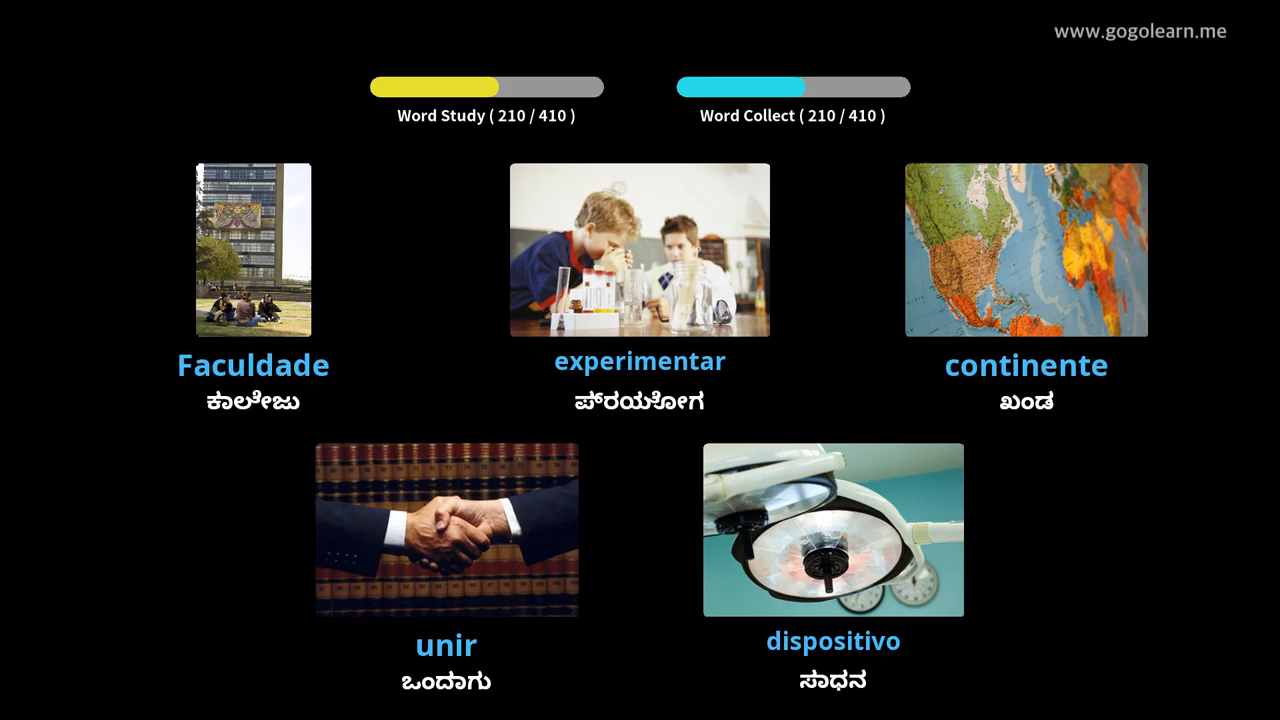 www.gogolearn.me
Word Study ( 210 / 410 )
Word Collect ( 210 / 410 )
Faculdade
ಕಾಲೇಜು
experimentar
ಪ್ರಯೋಗ
continente
ಖಂಡ
unir
ಒಂದಾಗು
dispositivo
ಸಾಧನ